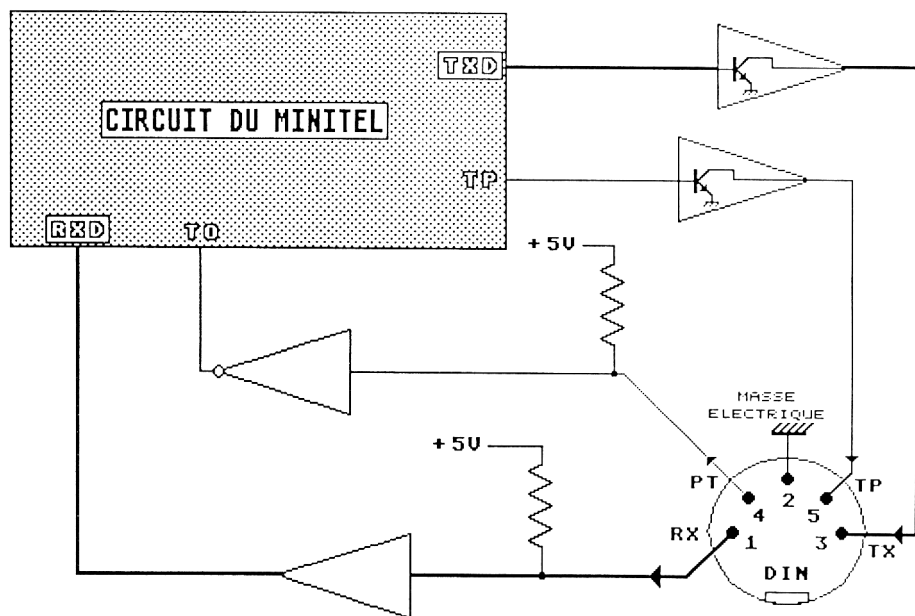 TXD
CIRCUIT DU MINITEL
TP
RXD
TO
+5V
MASSE
ELECTRIQUE
+5V
PT
TP
2
4
5
RX
1
3
TX
DIN